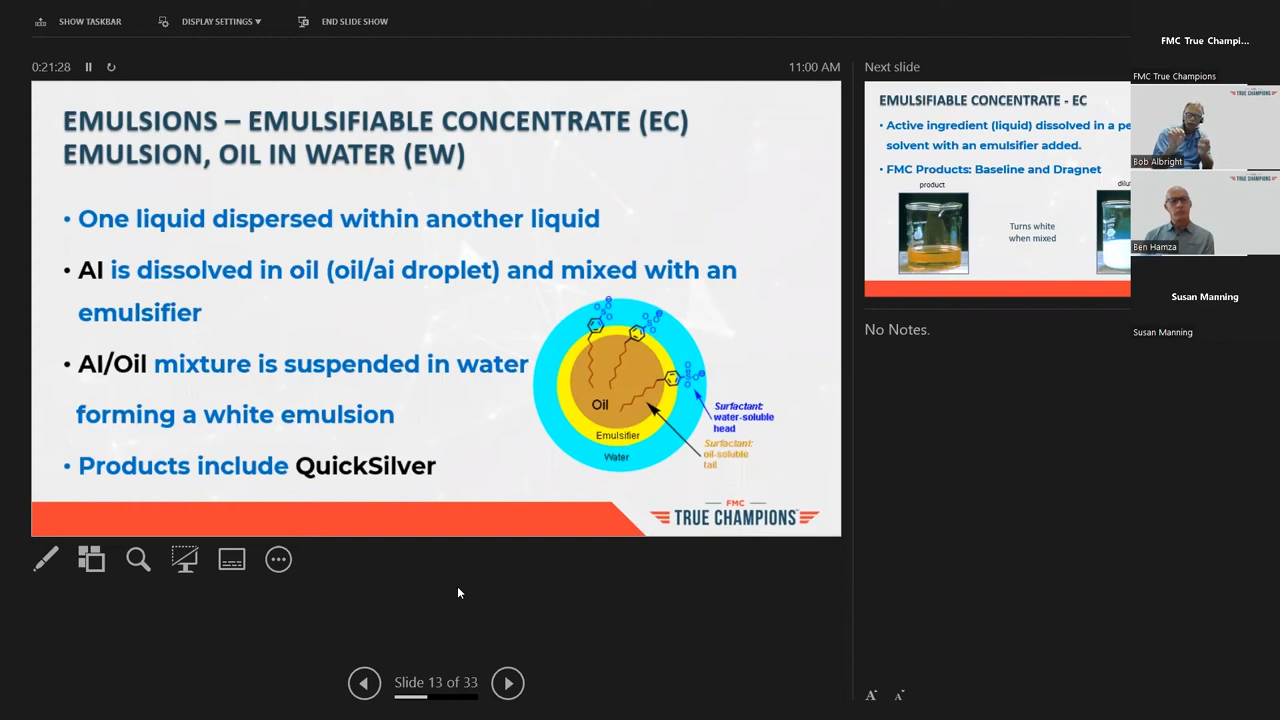 SHOW TASKBAR
DISPLAY SETTINGS
END SLIDE SHOW
0:21:28
11:00 AM
EMULSIONS – EMULSIFIABLE CONCENTRATE (EC)
EMULSION, OIL IN WATER (EW)
• One liquid dispersed within another liquid
• AI is dissolved in oil (oil/ai droplet) and mixed with an
emulsifier
• AI/Oil mixture is suspended in water
forming a white emulsion
• Products include QuickSilver
Oil
Emulsifier
Water
Surfactant:
water-soluble
head
Surfactant:
oil-soluble
tail
FMC
TRUE CHAMPIONS
Slide 13 of 33
Next slide
EMULSIFIABLE CONCENTRATE - EC
• Active ingredient (liquid) dissolved in a pe
solvent with an emulsifier added.
• FMC Products: Baseline and Dragnet
product
dilut
Turns white
when mixed
No Notes.
FMC True Champi...
FMC True Champions
TRUE CHAMPIONS
Bob Albright
TRUE CHAMPIONS
Ben Hamza
Susan Manning
Susan Manning